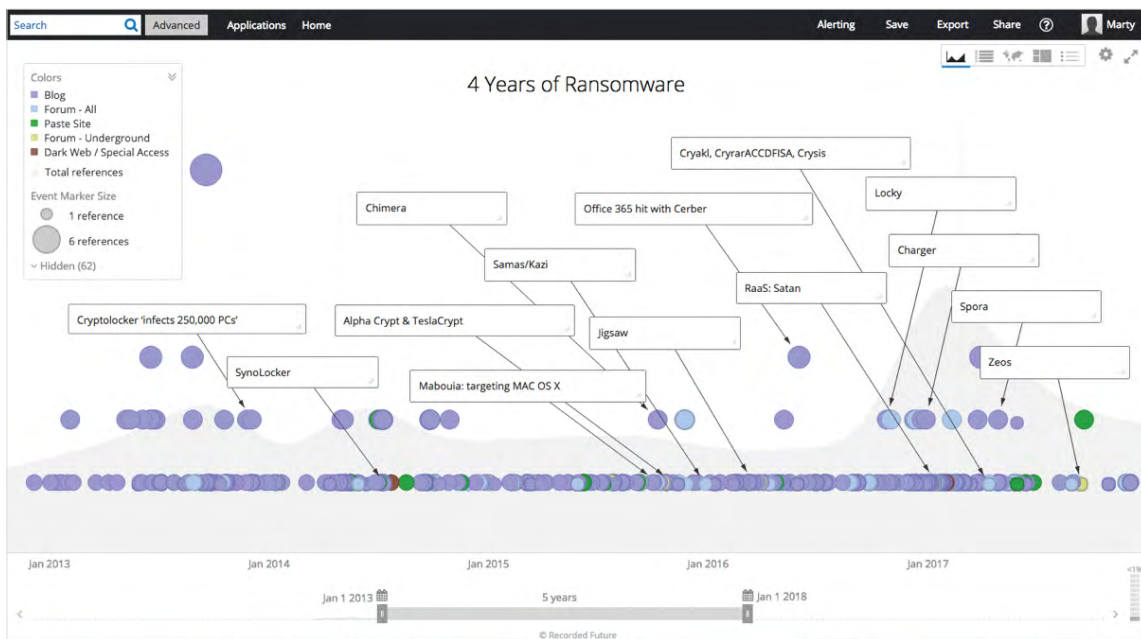 Search
Advanced
Applications
Home
Alerting
Save
Export
Share
?
Marty
4 Years of Ransomware
Colors
Blog
Forum - All
Paste Site
Forum - Underground
Dark Web / Special Access
Total references
Event Marker Size
1 reference
6 references
Hidden (62)
Cryakl, CryrarACCDFISA, Crysis
Chimera
Office 365 hit with Cerber
Locky
Samas/Kazi
Charger
RaaS: Satan
Cryptolocker 'infects 250,000 PCs'
Alpha Crypt & TeslaCrypt
Jigsaw
Spora
SynoLocker
Mabouia: targeting MAC OS X
Zeos
Jan 2013
Jan 2014
Jan 2015
Jan 2016
Jan 2017
Jan 1 2013
5 years
Jan 1 2018
© Recorded Future